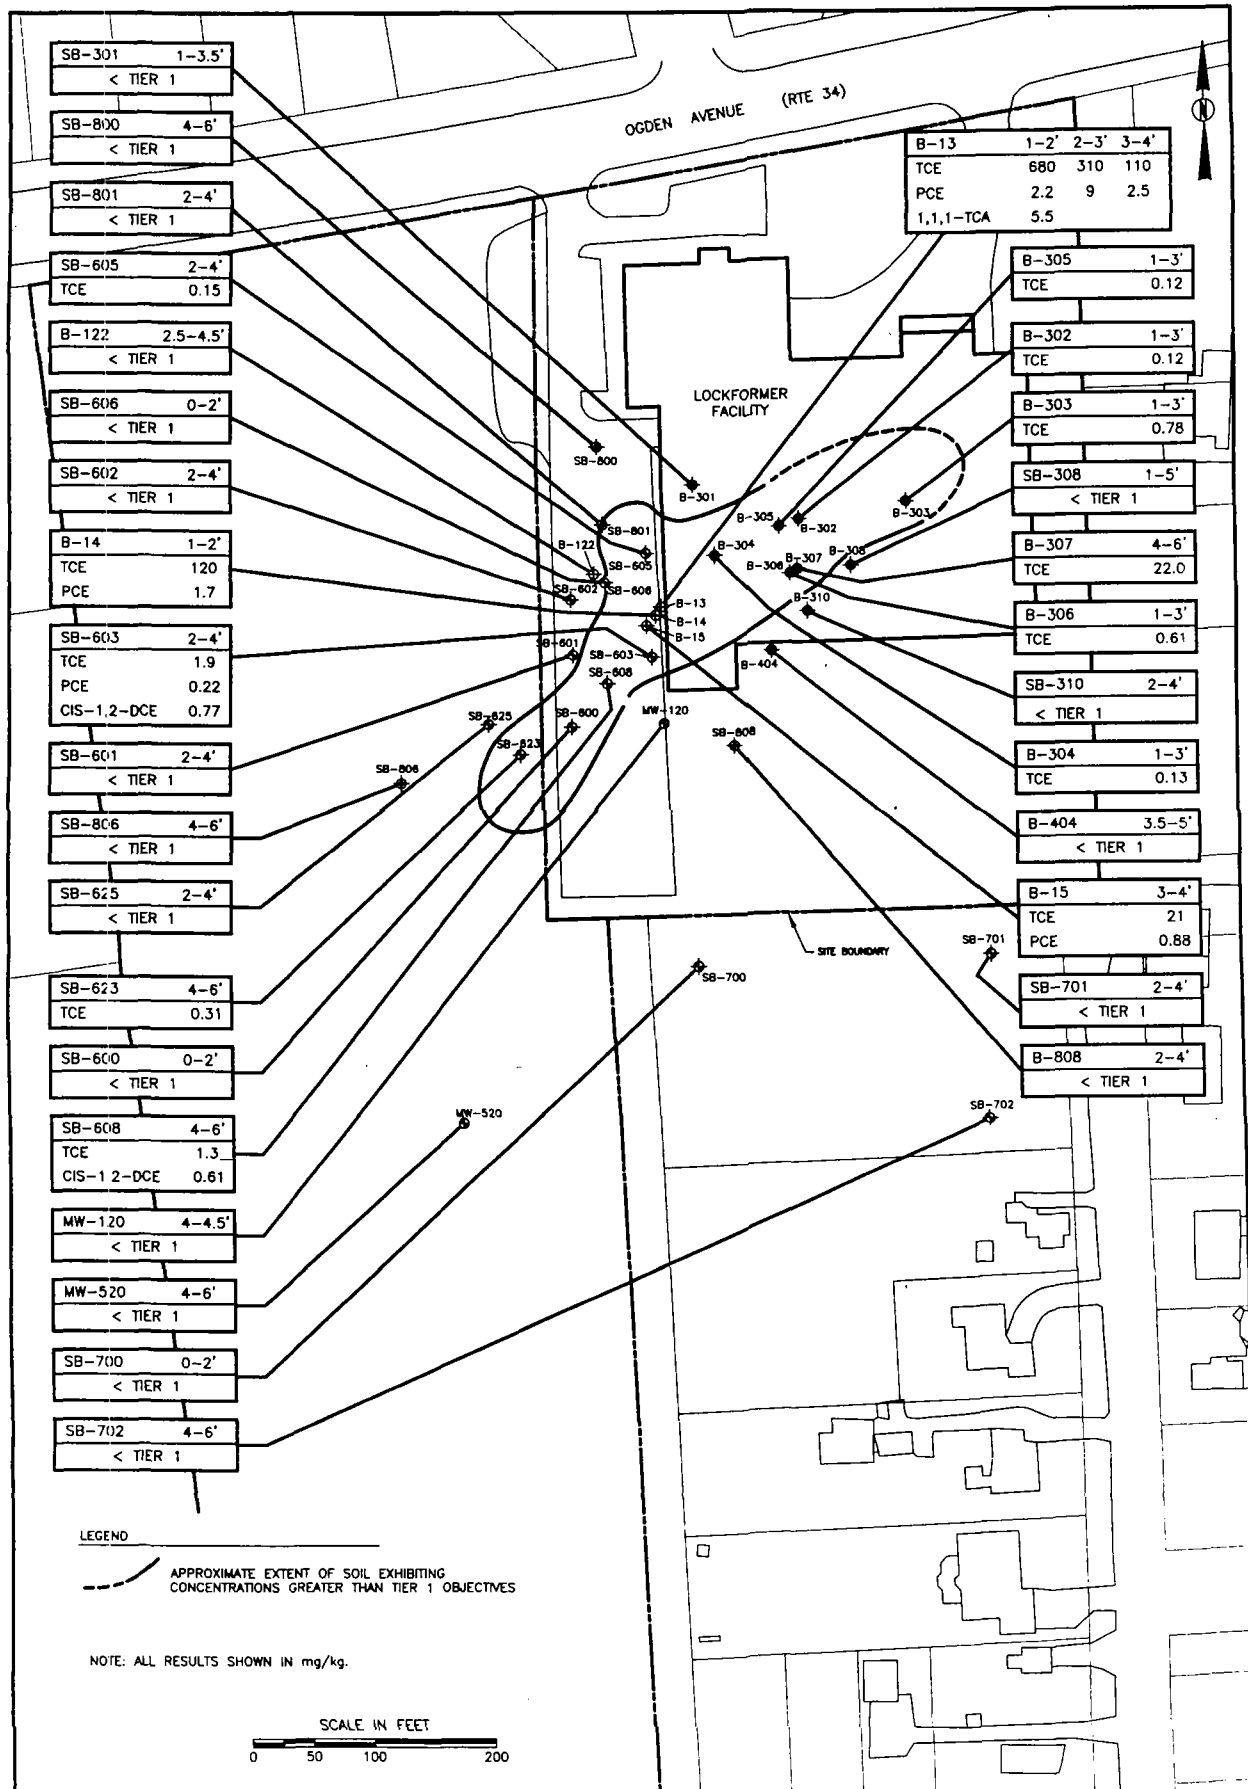 OGDEN AVENUE (RTE 34)
N
SB-301 1-3.5'
< TIER 1
SB-800 4-6'
< TIER 1
SB-801 2-4'
< TIER 1
SB-605 2-4'
TCE 0.15
B-122 2.5-4.5'
< TIER 1
SB-606 0-2'
< TIER 1
SB-602 2-4'
< TIER 1
B-14 1-2'
TCE 120
PCE 1.7
SB-603 2-4'
TCE 1.9
PCE 0.22
CIS-1,2-DCE 0.77
SB-601 2-4'
< TIER 1
SB-806 4-6'
< TIER 1
SB-625 2-4'
< TIER 1
SB-623 4-6'
TCE 0.31
SB-600 0-2'
< TIER 1
SB-608 4-6'
TCE 1.3
CIS-1 2-DCE 0.61
MW-120 4-4.5'
< TIER 1
MW-520 4-6'
< TIER 1
SB-700 0-2'
< TIER 1
SB-702 4-6'
< TIER 1
B-13 1-2' 2-3' 3-4'
TCE 680 310 110
PCE 2.2 9 2.5
1,1,1-TCA 5.5
B-305 1-3'
TCE 0.12
B-302 1-3'
TCE 0.12
B-303 1-3'
TCE 0.78
SB-308 1-5'
< TIER 1
B-307 4-6'
TCE 22.0
B-306 1-3'
TCE 0.61
SB-310 2-4'
< TIER 1
B-304 1-3'
TCE 0.13
B-404 3.5-5'
< TIER 1
B-15 3-4'
TCE 21
PCE 0.88
SB-701 2-4'
< TIER 1
B-808 2-4'
< TIER 1
LOCKFORMER
FACILITY
SB-800
B-301
B-303
B-305
B-302
SB-801
B-304
B-122
SB-605
B-307
B-308
B-306
SB-602
SB-606
B-310
B-13
B-14
B-15
SB-601
SB-603
B-404
SB-608
SB-625
SB-600
MW-120
SB-623
SB-808
SB-806
SITE BOUNDARY
SB-701
SB-700
MW-520
SB-702
LEGEND
APPROXIMATE EXTENT OF SOIL EXHIBITING
CONCENTRATIONS GREATER THAN TIER 1 OBJECTIVES
NOTE: ALL RESULTS SHOWN IN mg/kg.
SCALE IN FEET
0 50 100 200